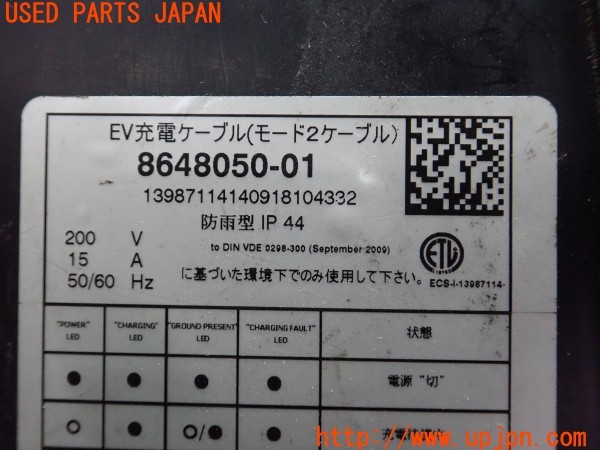 USED PARTS JAPAN
EV充電ケーブル(モード2ケーブル)
8648050-01
13987114140918104332
防雨型 IP 44
200 V
15 A
50/60 Hz
to DIN VDE 0298-300 (September 2009)
に基づいた環境下でのみ使用して下さい。
ETL
ECS-I-13987114-
"POWER" LED
"CHARGING" LED
"GROUND PRESENT" LED
"CHARGING FAULT" LED
状態
● ● ● ● 電源 "切"
○ ● ○/● ●
http://www.upjpn.com/